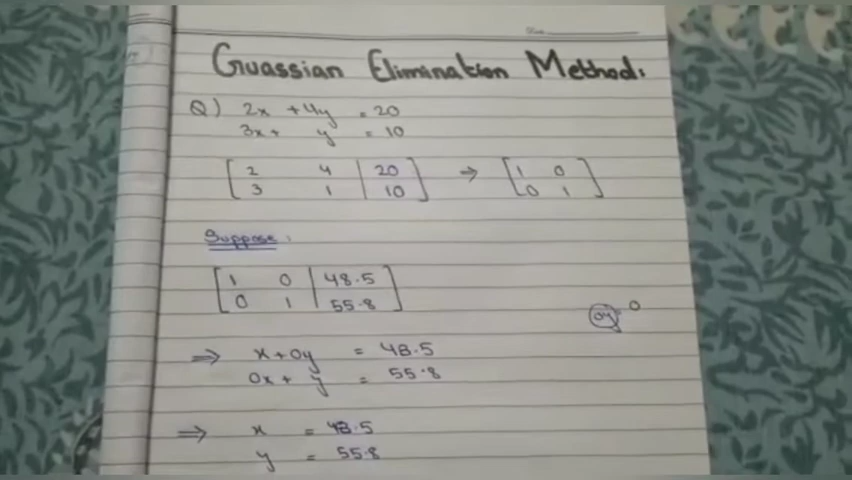 Guassian Elimination Method:
Q) 2x + 4y = 20
3x + y = 10
[ 2 4 | 20 ] → [ 1 0 ]
[ 3 1 | 10 ] [ 0 1 ]
Suppose:
[ 1 0 | 48.5 ]
[ 0 1 | 55.8 ]
0y = 0
⇒ x + 0y = 48.5
0x + y = 55.8
⇒ x = 48.5
y = 55.8